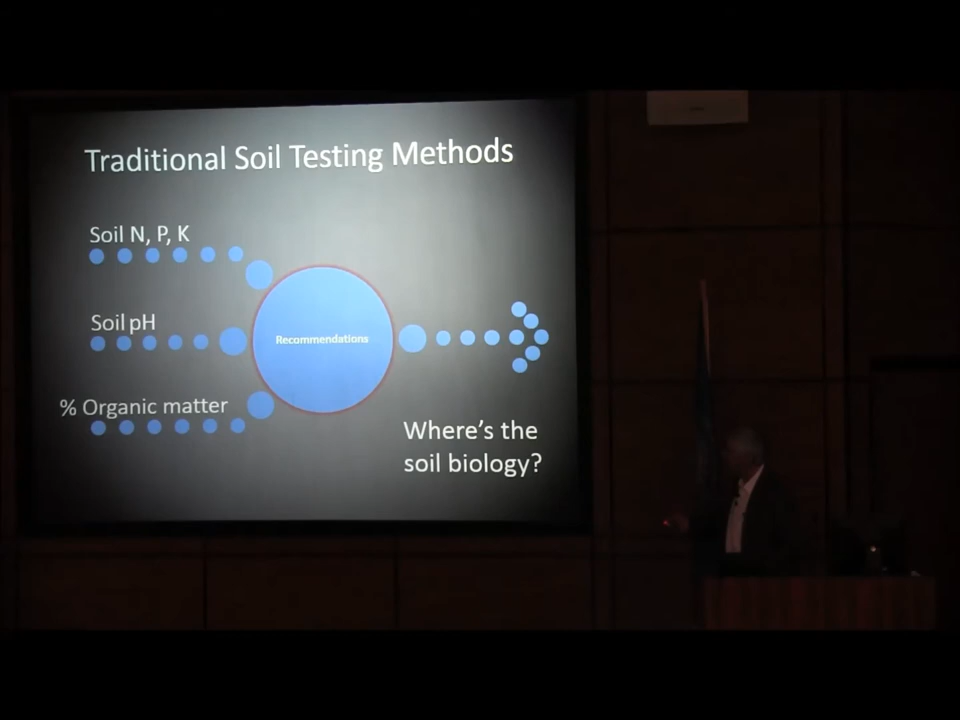 Traditional Soil Testing Methods
Soil N, P, K
Soil pH
Recommendations
% Organic matter
Where's the
soil biology?